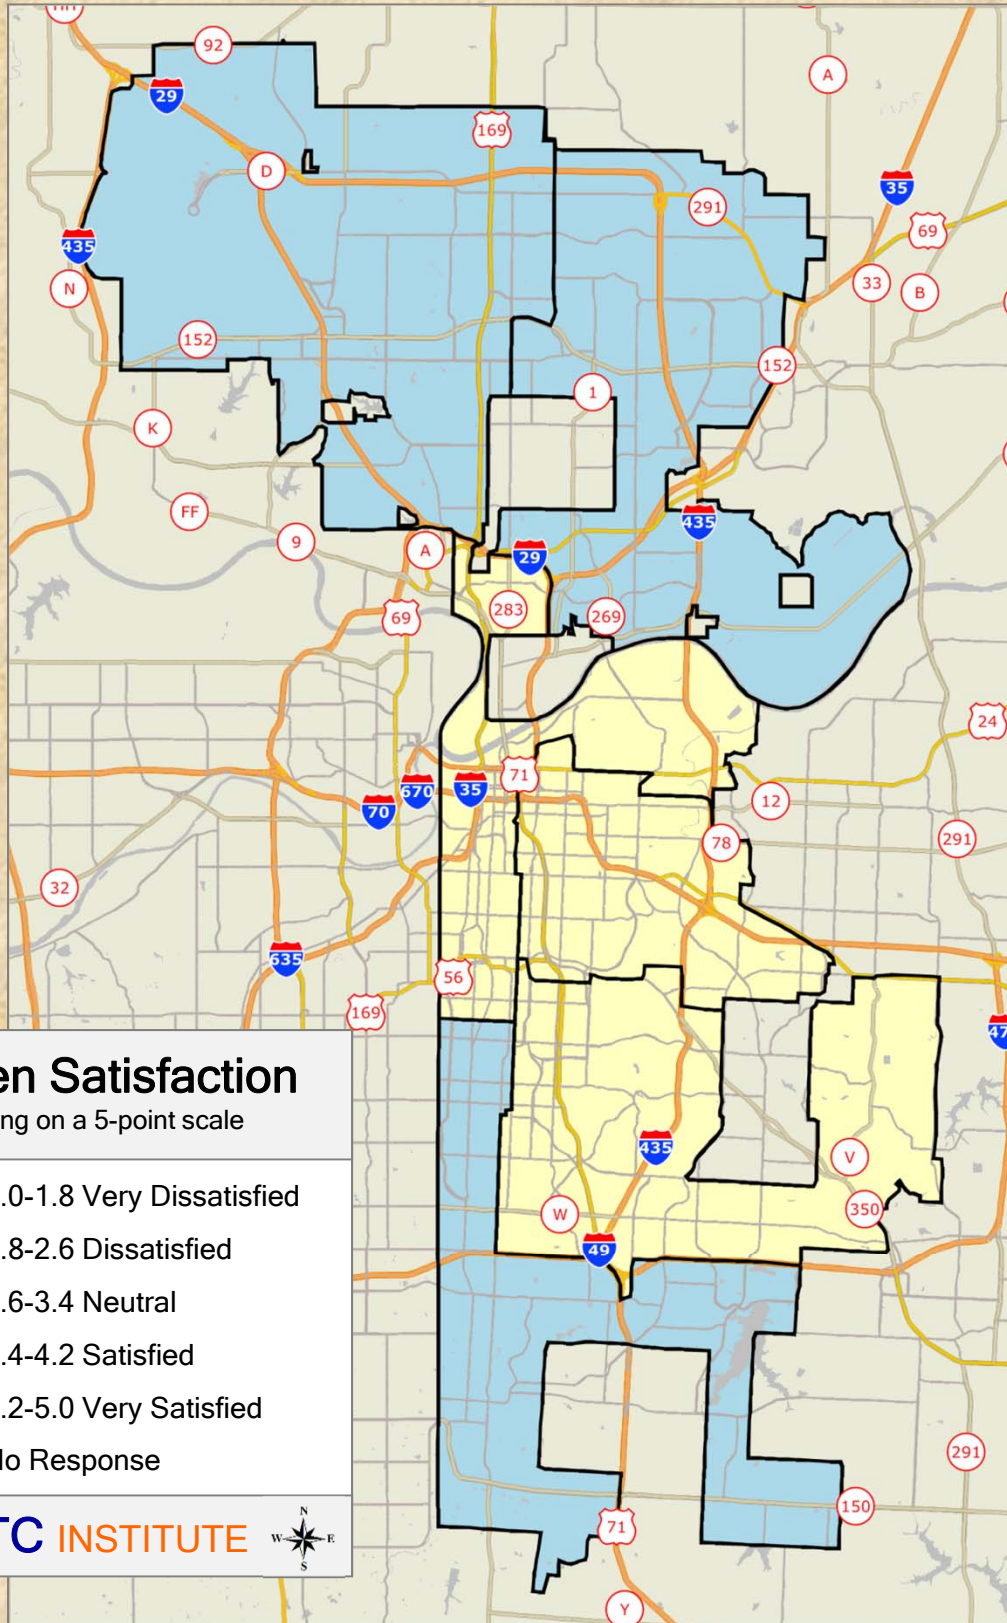 HH
92
A
29
169
D
35
291
69
435
N
33
B
152
152
1
K
FF
435
9
A
29
283
69
269
24
71
670
35
70
12
78
291
32
635
56
169
47
en Satisfaction
ng on a 5-point scale
435
V
.0-1.8 Very Dissatisfied
350
W
.8-2.6 Dissatisfied
49
.6-3.4 Neutral
.4-4.2 Satisfied
.2-5.0 Very Satisfied
291
lo Response
150
TC INSTITUTE
N
W E
S
71
Y